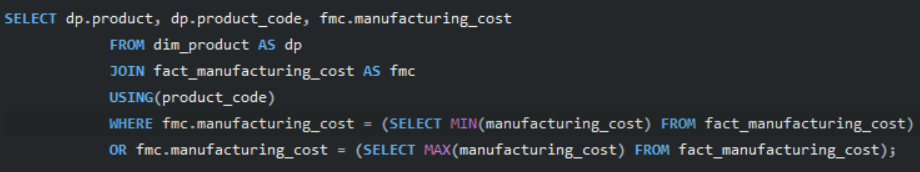 SELECT dp.product, dp.product_code, fmc.manufacturing_cost
FROM dim_product AS dp
JOIN fact_manufacturing_cost AS fmc
USING(product_code)
WHERE fmc.manufacturing_cost = (SELECT MIN(manufacturing_cost) FROM fact_manufacturing_cost)
OR fmc.manufacturing_cost = (SELECT MAX(manufacturing_cost) FROM fact_manufacturing_cost);